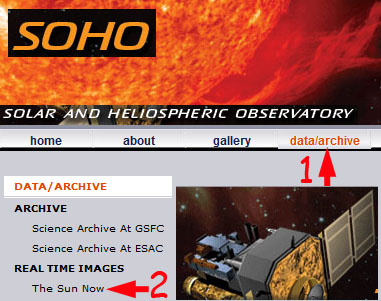 SOHO
SOLAR AND HELIOSPHERIC OBSERVATORY
home about gallery data/archive
1
DATA/ARCHIVE
ARCHIVE
Science Archive At GSFC
Science Archive At ESAC
REAL TIME IMAGES
The Sun Now 2